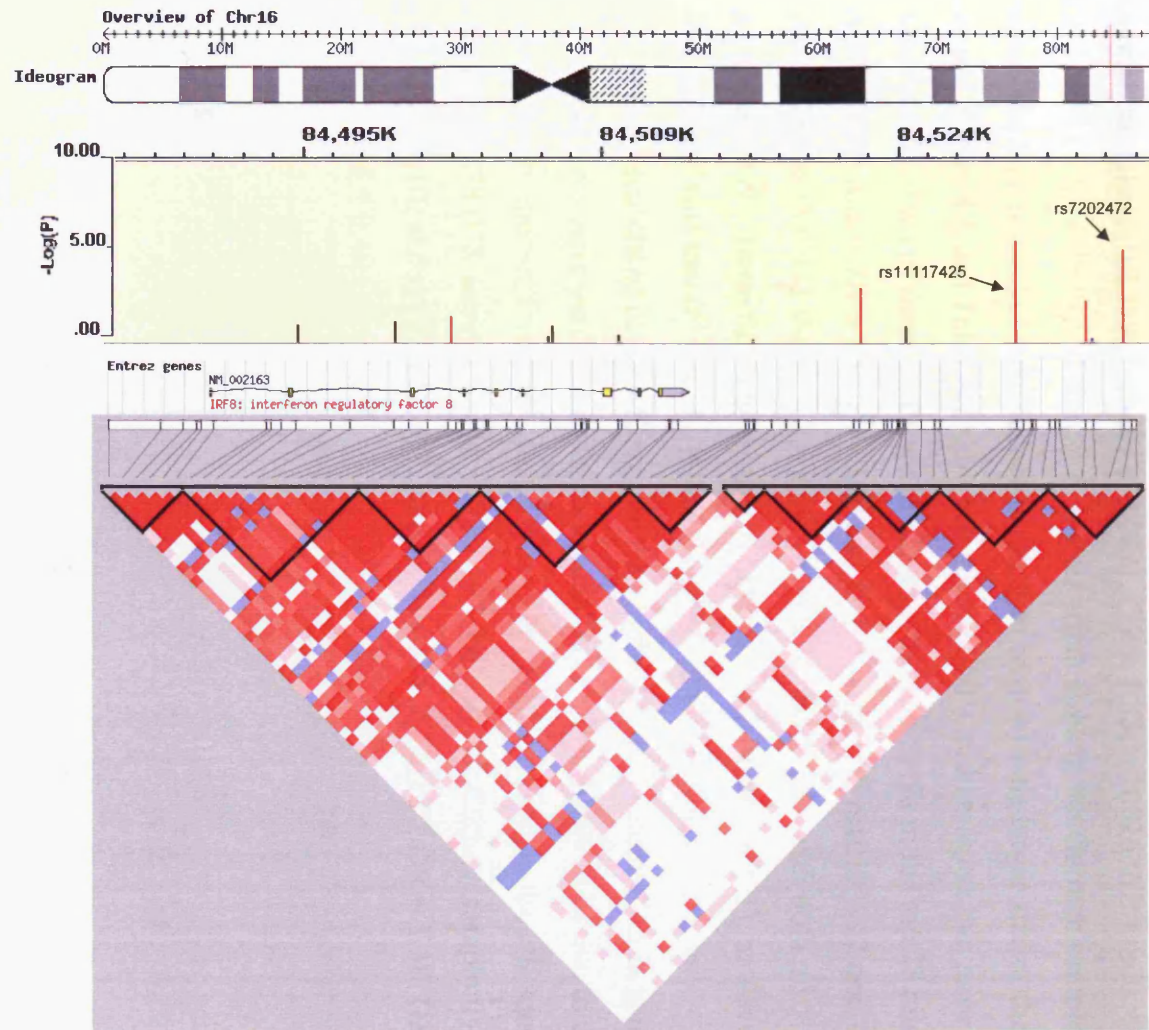 Overview of Chr16
0M 10M 20M 30M 40M 50M 60M 70M 80M
Ideogram
84,495K 84,509K 84,524K
10.00
5.00
.00
-Log(P)
rs7202472
rs11117425
Entrez genes
NM_002163
IRF8: interferon regulatory factor 8